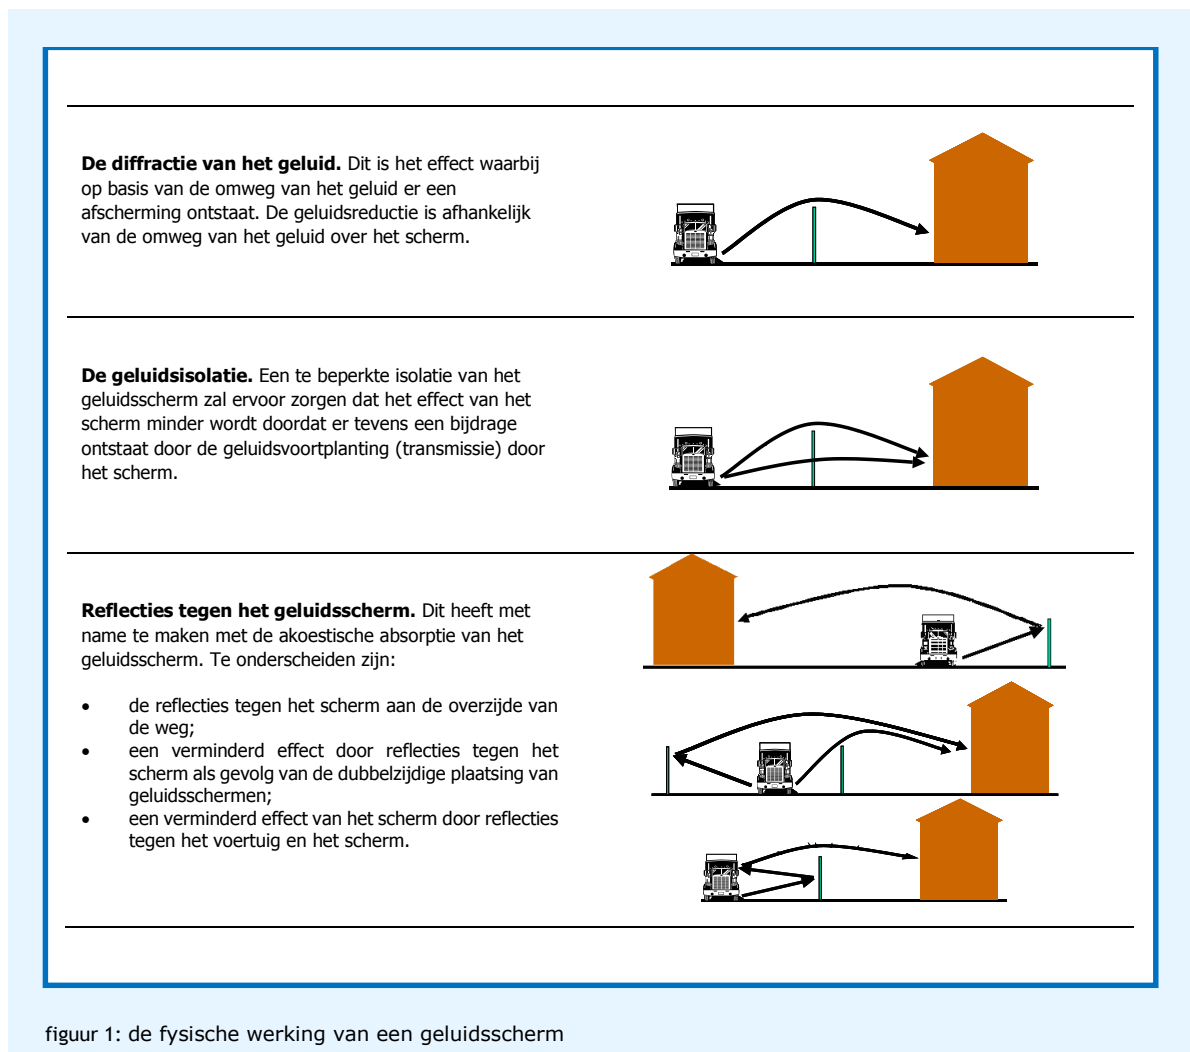 De diffractie van het geluid. Dit is het effect waarbij
op basis van de omweg van het geluid er een
afscherming ontstaat. De geluidsreductie is afhankelijk
van de omweg van het geluid over het scherm.
De geluidsisolatie. Een te beperkte isolatie van het
geluidsscherm zal ervoor zorgen dat het effect van het
scherm minder wordt doordat er tevens een bijdrage
ontstaat door de geluidsvoortplanting (transmissie) door
het scherm.
Reflecties tegen het geluidsscherm. Dit heeft met
name te maken met de akoestische absorptie van het
geluidsscherm. Te onderscheiden zijn:
• de reflecties tegen het scherm aan de overzijde van
de weg;
• een verminderd effect door reflecties tegen het
scherm als gevolg van de dubbelzijdige plaatsing van
geluidsschermen;
• een verminderd effect van het scherm door reflecties
tegen het voertuig en het scherm.
figuur 1: de fysische werking van een geluidsscherm